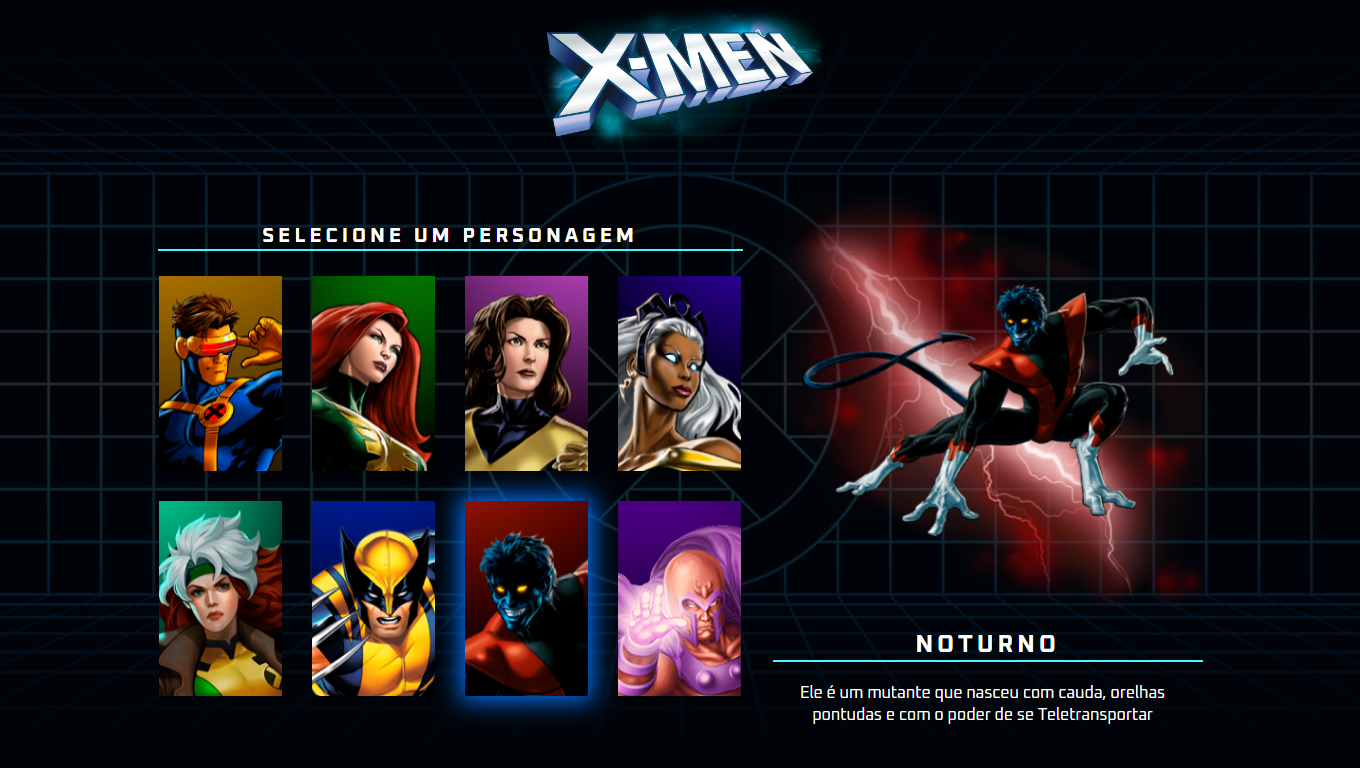 X-MEN
SELECIONE UM PERSONAGEM
NOTURNO
Ele é um mutante que nasceu com cauda, orelhas
pontudas e com o poder de se Teletransportar